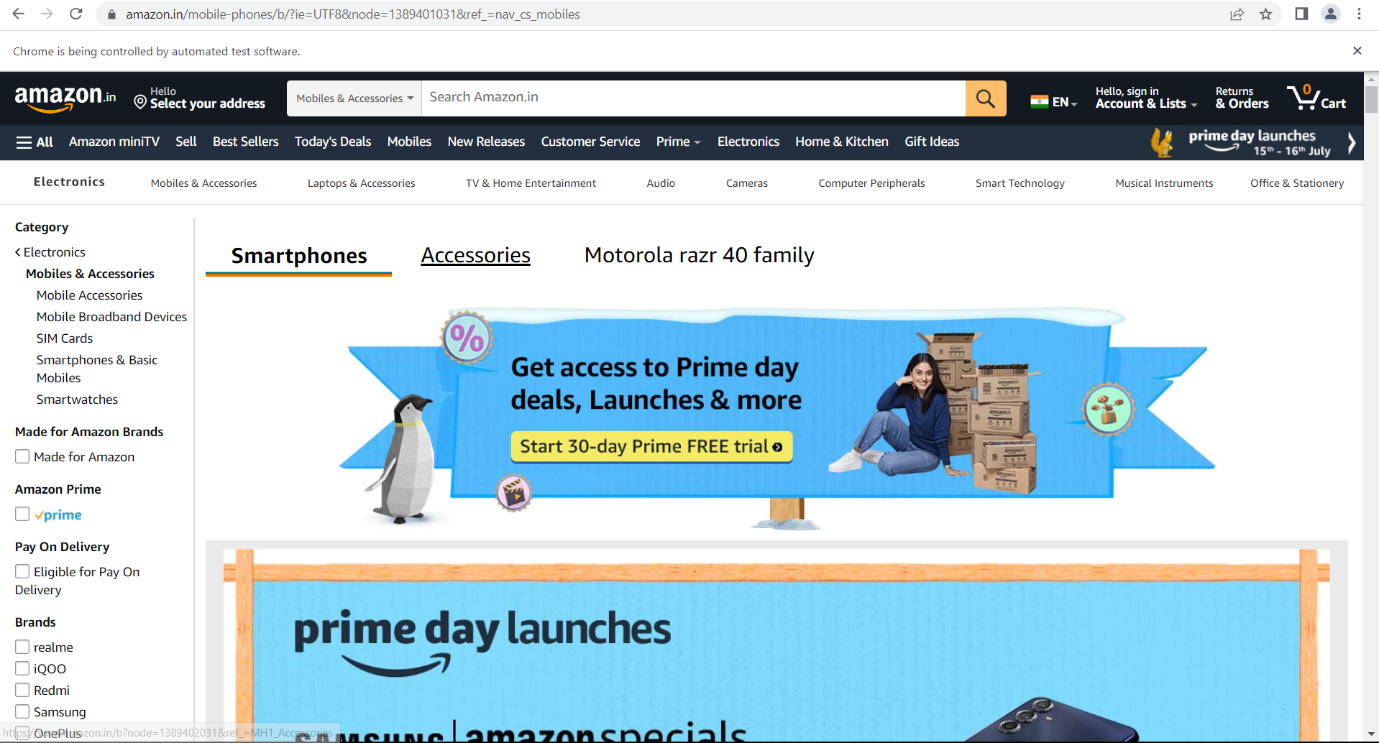 amazon.in/mobile-phones/b/?ie=UTF8&node=1389401031&ref_=nav_cs_mobiles
Chrome is being controlled by automated test software.
amazon.in
Hello
Select your address
Mobiles & Accessories
Search Amazon.in
EN
Hello, sign in
Account & Lists
Returns
& Orders
0
Cart
All Amazon miniTV Sell Best Sellers Today's Deals Mobiles New Releases Customer Service Prime Electronics Home & Kitchen Gift Ideas
prime day launches
15th - 16th July
Electronics Mobiles & Accessories Laptops & Accessories TV & Home Entertainment Audio Cameras Computer Peripherals Smart Technology Musical Instruments Office & Stationery
Category
Electronics
Mobiles & Accessories
Mobile Accessories
Mobile Broadband Devices
SIM Cards
Smartphones & Basic
Mobiles
Smartwatches
Made for Amazon Brands
Made for Amazon
Amazon Prime
prime
Pay On Delivery
Eligible for Pay On
Delivery
Brands
realme
iQOO
Redmi
Samsung
OnePlus
Smartphones Accessories Motorola razr 40 family
%
Get access to Prime day
deals, Launches & more
Start 30-day Prime FREE trial
prime day launches
SAMSUNG | amazon specials